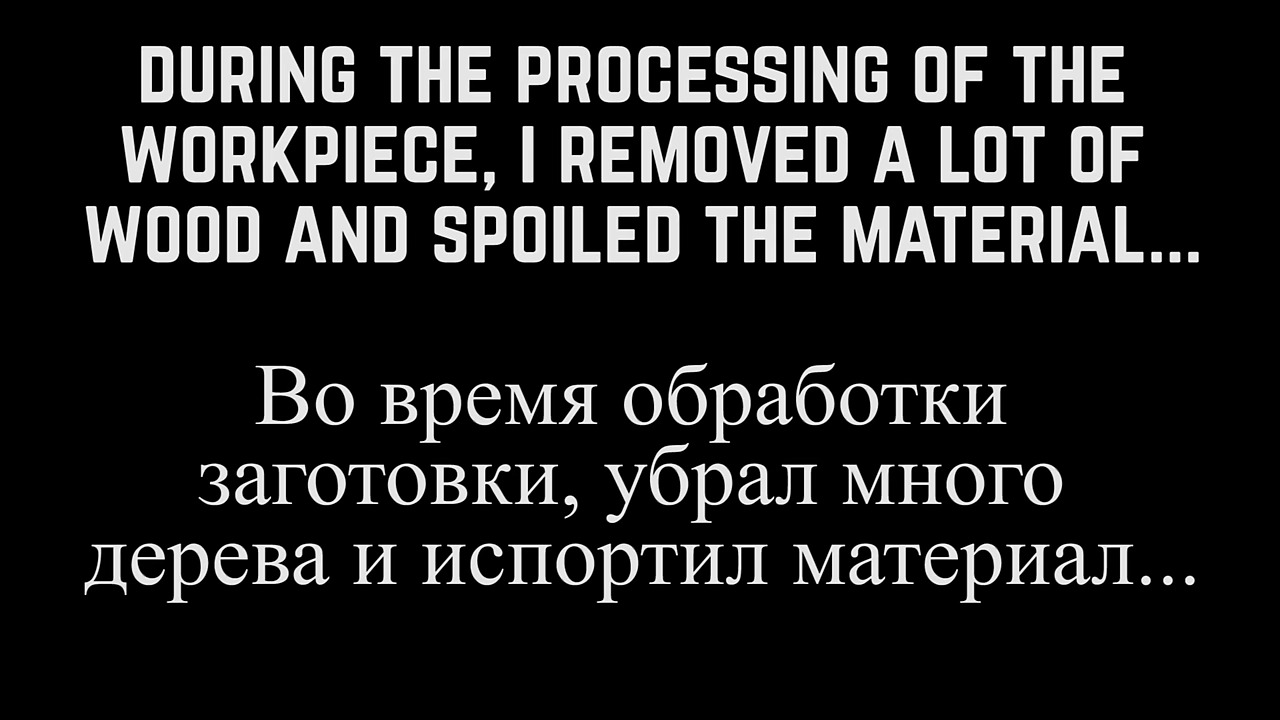 DURING THE PROCESSING OF THE
WORKPIECE, I REMOVED A LOT OF
WOOD AND SPOILED THE MATERIAL...
Во время обработки
заготовки, убрал много
дерева и испортил материал...